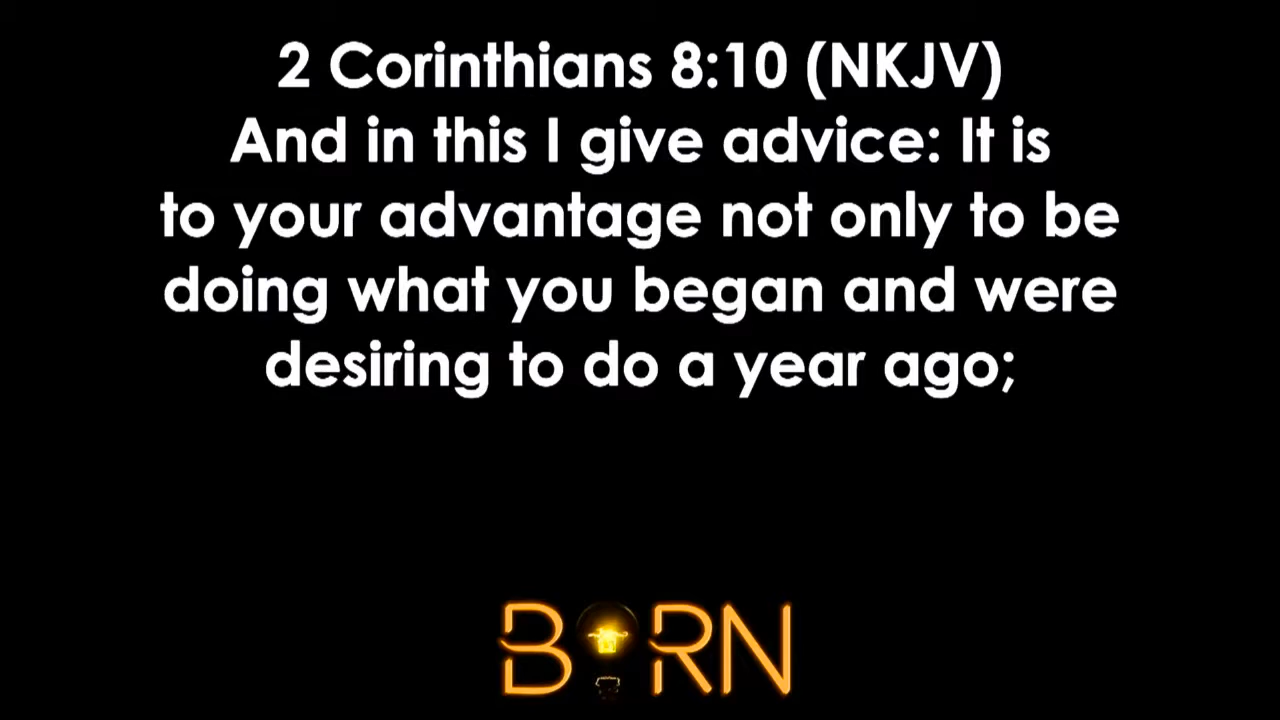 2 Corinthians 8:10 (NKJV)
And in this I give advice: It is
to your advantage not only to be
doing what you began and were
desiring to do a year ago;
BORN